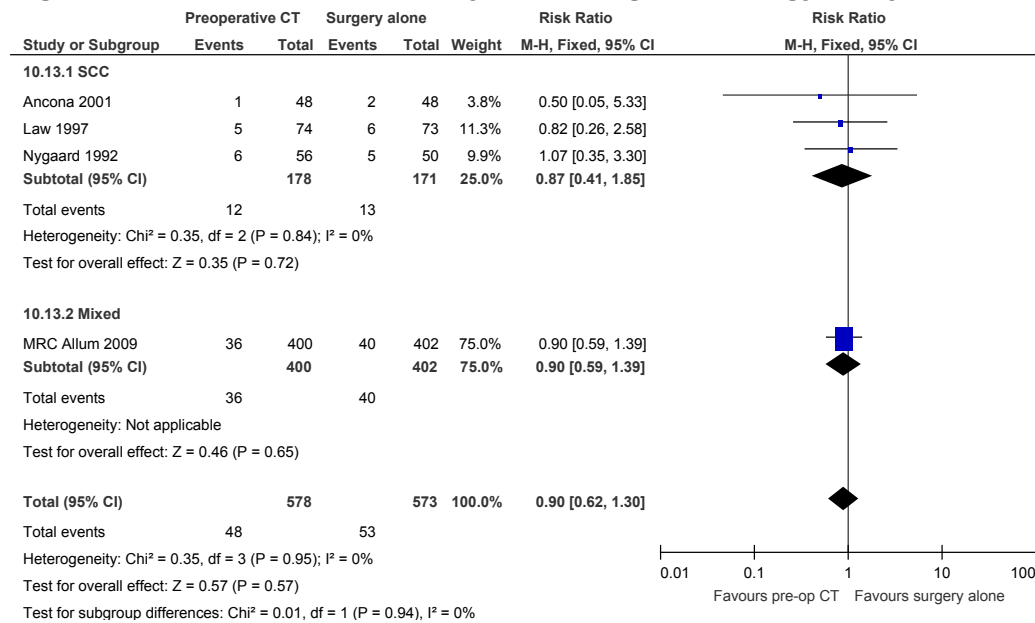 Preoperative CT Surgery alone Risk Ratio Risk Ratio
Study or Subgroup Events Total Events Total Weight M-H, Fixed, 95% CI M-H, Fixed, 95% CI
10.13.1 SCC
Ancona 2001 1 48 2 48 3.8% 0.50 [0.05, 5.33]
Law 1997 5 74 6 73 11.3% 0.82 [0.26, 2.58]
Nygaard 1992 6 56 5 50 9.9% 1.07 [0.35, 3.30]
Subtotal (95% CI) 178 171 25.0% 0.87 [0.41, 1.85]
Total events 12 13
Heterogeneity: Chi² = 0.35, df = 2 (P = 0.84); I² = 0%
Test for overall effect: Z = 0.35 (P = 0.72)
10.13.2 Mixed
MRC Allum 2009 36 400 40 402 75.0% 0.90 [0.59, 1.39]
Subtotal (95% CI) 400 402 75.0% 0.90 [0.59, 1.39]
Total events 36 40
Heterogeneity: Not applicable
Test for overall effect: Z = 0.46 (P = 0.65)
Total (95% CI) 578 573 100.0% 0.90 [0.62, 1.30]
Total events 48 53
Heterogeneity: Chi² = 0.35, df = 3 (P = 0.95); I² = 0%
Test for overall effect: Z = 0.57 (P = 0.57)
Test for subgroup differences: Chi² = 0.01, df = 1 (P = 0.94), I² = 0%
0.01 0.1 1 10 100
Favours pre-op CT Favours surgery alone